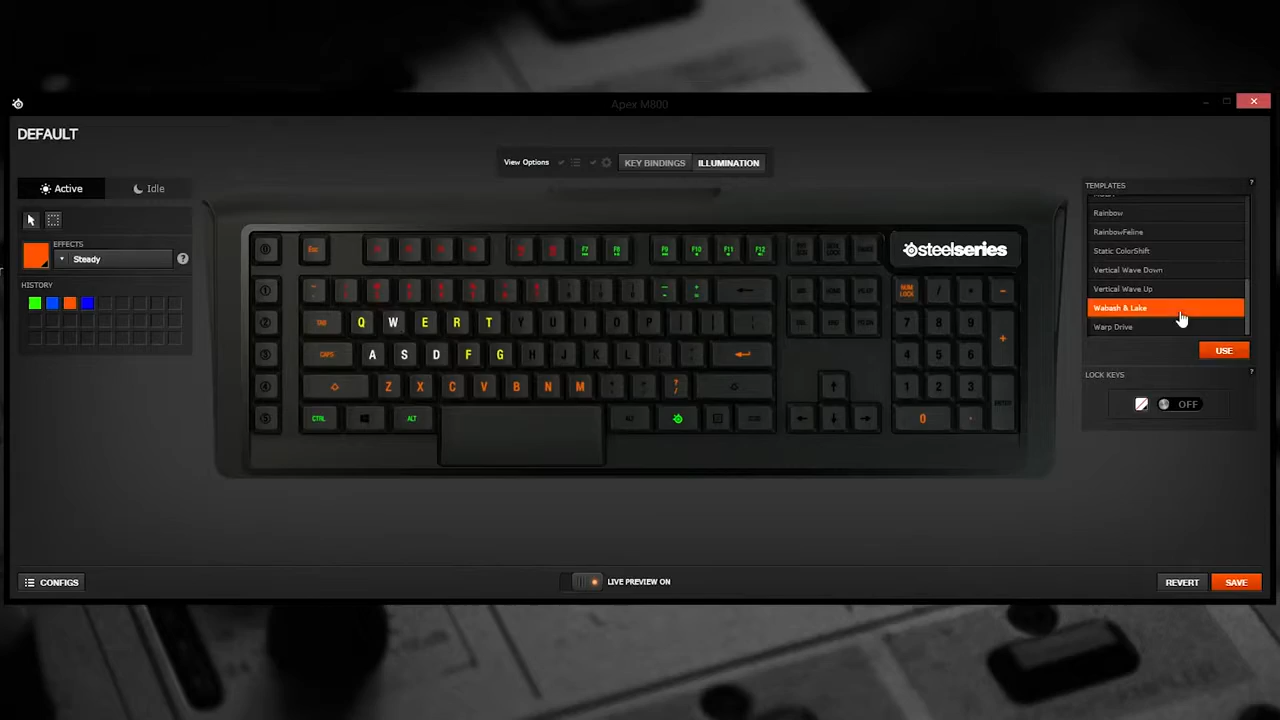 Apex M800
DEFAULT
View Options
KEY BINDINGS
ILLUMINATION
Active
Idle
TEMPLATES
?
Rainbow
RainbowFeline
Static ColorShift
Vertical Wave Down
Vertical Wave Up
Wabash & Lake
Warp Drive
USE
EFFECTS
Steady
?
HISTORY
LOCK KEYS
?
OFF
steelseries
Esc F7 F8 F9 F10 F11 F12
NUM LOCK / * -
TAB Q W E R T Y U I O P 7 8 9 +
CAPS A S D F G H J K L 4 5 6
Z X C V B N M ? / 1 2 3
CTRL ALT ALT 0 .
CONFIGS
LIVE PREVIEW ON
REVERT
SAVE